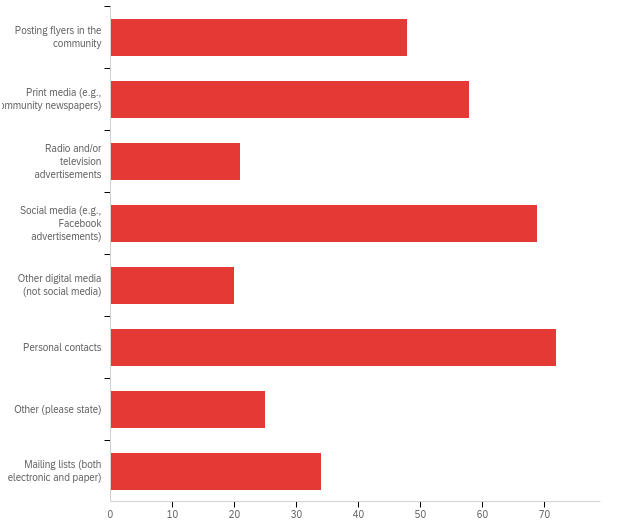 Posting flyers in the
community
Print media (e.g.,
newspapers)
Radio and/or
television
advertisements
Social media (e.g.,
Facebook
advertisements)
Other digital media
(not social media)
Personal contacts
Other (please state)
Mailing lists (both
electronic and paper)
0 10 20 30 40 50 60 70